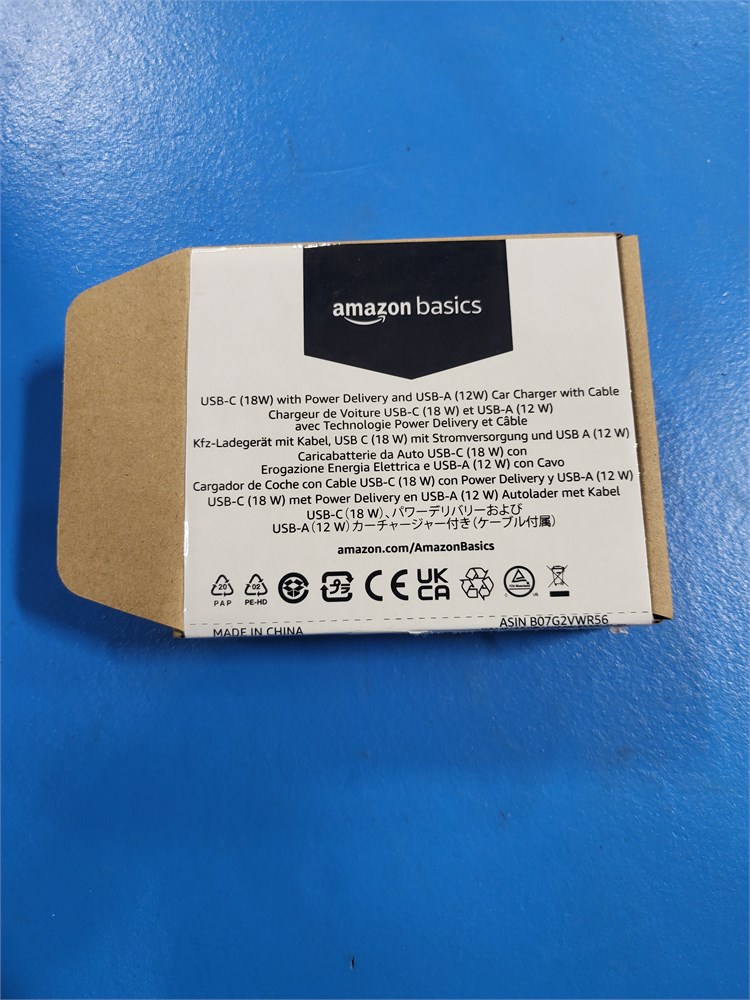 amazon basics
USB-C (18W) with Power Delivery and USB-A (12W) Car Charger with Cable
Chargeur de Voiture USB-C (18 W) et USB-A (12 W)
avec Technologie Power Delivery et Câble
Kfz-Ladegerät mit Kabel, USB C (18 W) mit Stromversorgung und USB A (12 W)
Caricabatterie da Auto USB-C (18 W) con
Erogazione Energia Elettrica e USB-A (12 W) con Cavo
Cargador de Coche con Cable USB-C (18 W) con Power Delivery y USB-A (12 W)
USB-C (18 W) met Power Delivery en USB-A (12 W) Autolader met Kabel
USB-C（18 W）、パワーデリバリーおよび
USB-A（12 W）カーチャージャー付き（ケーブル付属）
amazon.com/AmazonBasics
20 PAP 02 PE-HD プラ CE UK CA
MADE IN CHINA ASIN B07G2VWR56